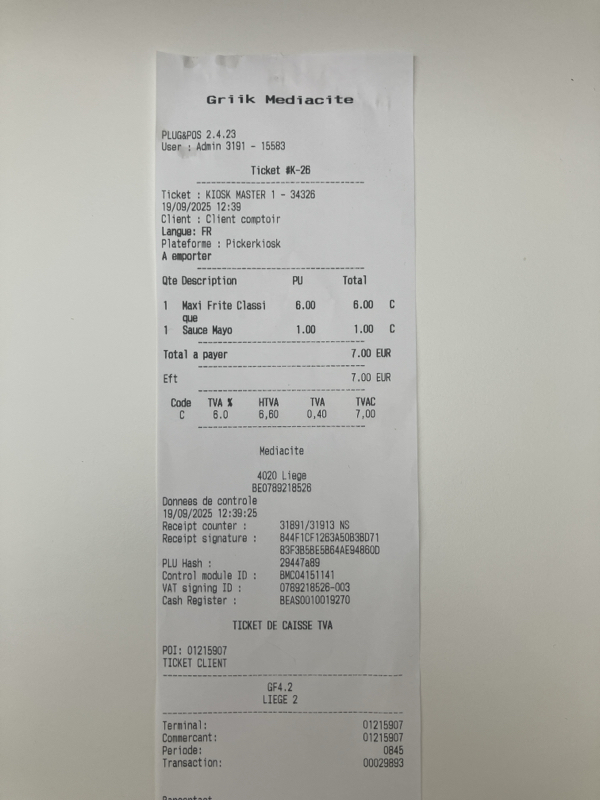 Griik Mediacite
PLUG&POS 2.4.23
User : Admin 3191 - 15583
Ticket #K-26
Ticket : KIOSK MASTER 1 - 34326
19/09/2025 12:39
Client : Client comptoir
Langue: FR
Plateforme : Pickerkiosk
A emporter
Qte Description PU Total
1 Maxi Frite Classi 6.00 6.00 C
que
1 Sauce Mayo 1.00 1.00 C
Total a payer 7.00 EUR
Eft 7.00 EUR
Code TVA % HTVA TVA TVAC
C 6.0 6,60 0,40 7,00
Mediacite
4020 Liege
BE0789218526
Donnees de controle
19/09/2025 12:39:25
Receipt counter : 31891/31913 NS
Receipt signature : 844F1CF1263A50B3BD71
B3F3B5BE5B64AE94860D
PLU Hash : 29447a89
Control module ID : BMC04151141
VAT signing ID : 0789218526-003
Cash Register : BEAS0010019270
TICKET DE CAISSE TVA
POI: 01215907
TICKET CLIENT
GF4.2
LIEGE 2
Terminal: 01215907
Commercant: 01215907
Periode: 0845
Transaction: 00029893